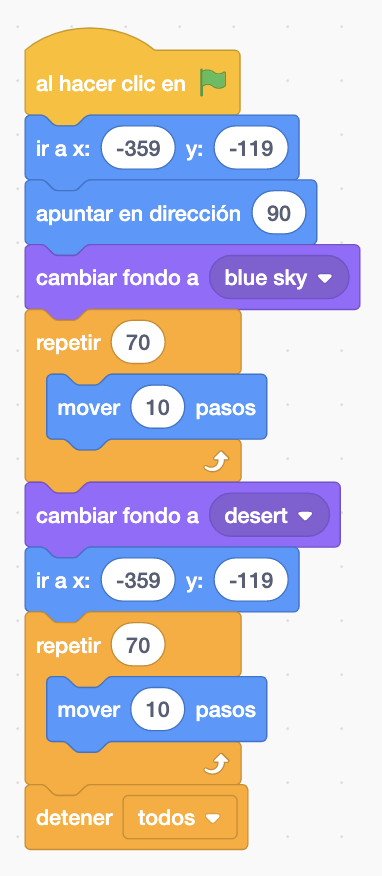 al hacer clic en
ir a x: -359 y: -119
apuntar en dirección 90
cambiar fondo a blue sky
repetir 70
mover 10 pasos
cambiar fondo a desert
ir a x: -359 y: -119
repetir 70
mover 10 pasos
detener todos